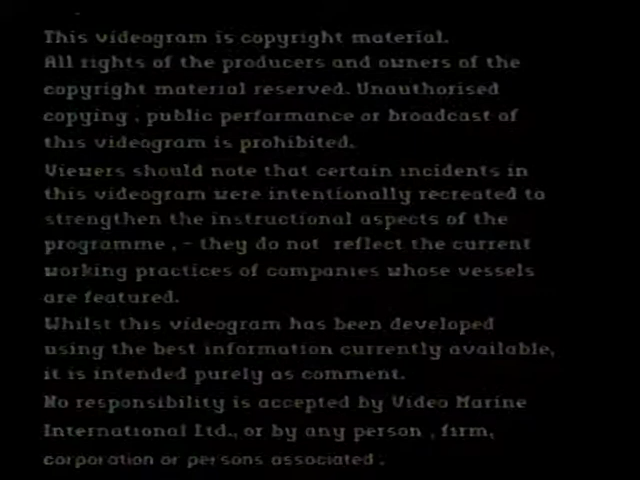 This videogram is copyright material.
All rights of the producers and owners of the
copyright material reserved. Unauthorised
copying , public performance or broadcast of
this videogram is prohibited.
Viewers should note that certain incidents in
this videogram were intentionally recreated to
strengthen the instructional aspects of the
programme , - they do not reflect the current
working practices of companies whose vessels
are featured.
Whilst this videogram has been developed
using the best information currently available,
it is intended purely as comment.
No responsibility is accepted by Video Marine
International Ltd., or by any person , firm,
corporation or persons associated .